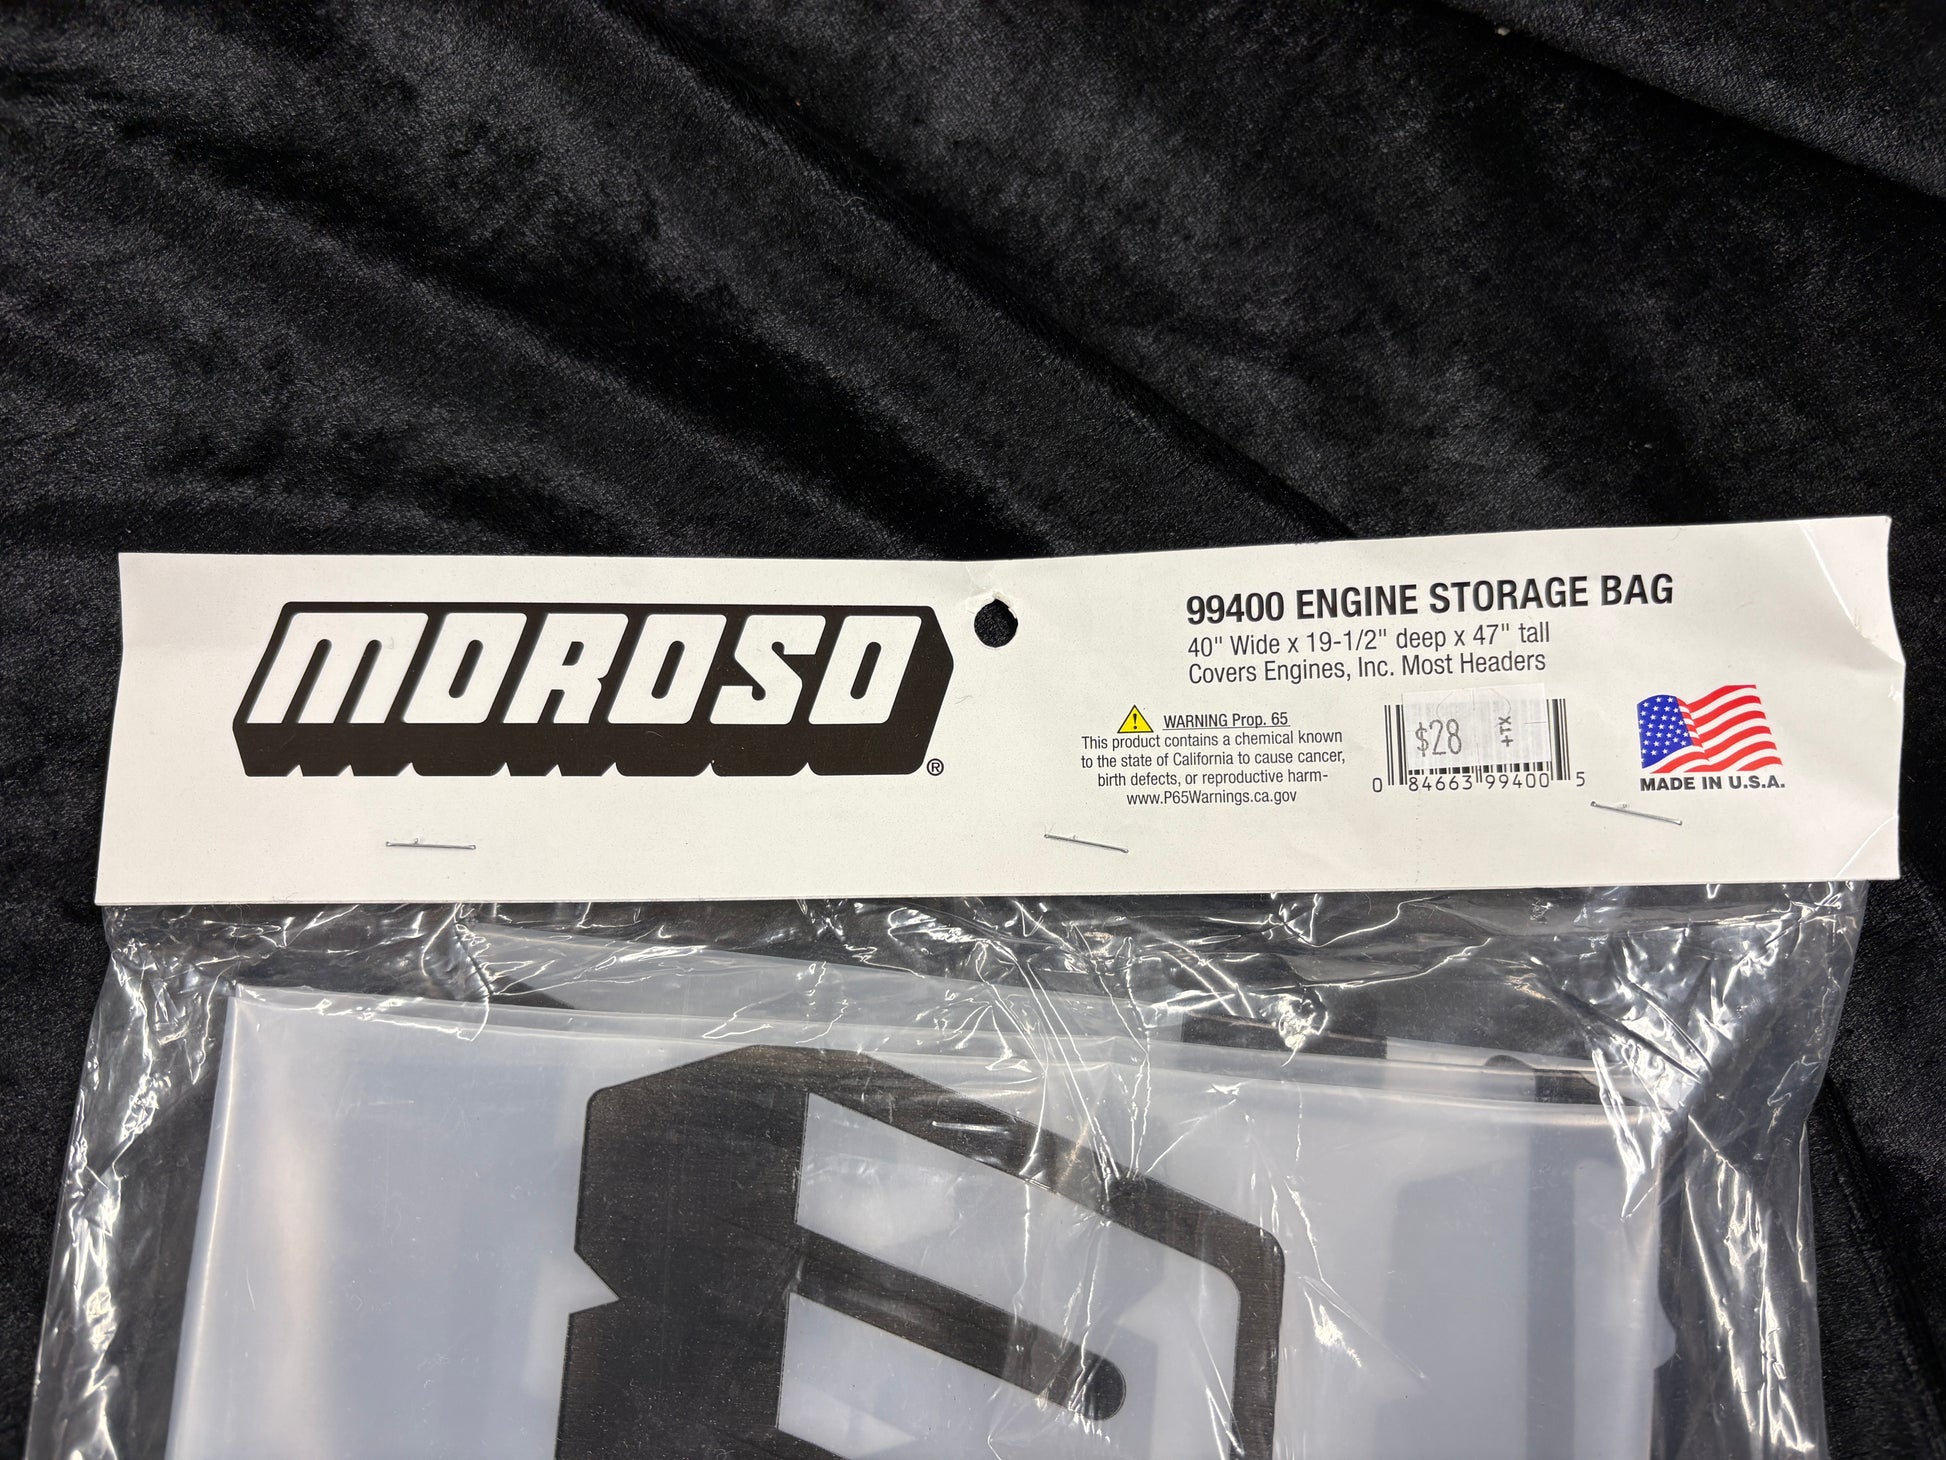 MOROSO
®
99400 ENGINE STORAGE BAG
40" Wide x 19-1/2" deep x 47" tall
Covers Engines, Inc. Most Headers
WARNING Prop. 65
This product contains a chemical known
to the state of California to cause cancer,
birth defects, or reproductive harm-
www.P65Warnings.ca.gov
$28 +TX
0 84663 99400 5
MADE IN U.S.A.